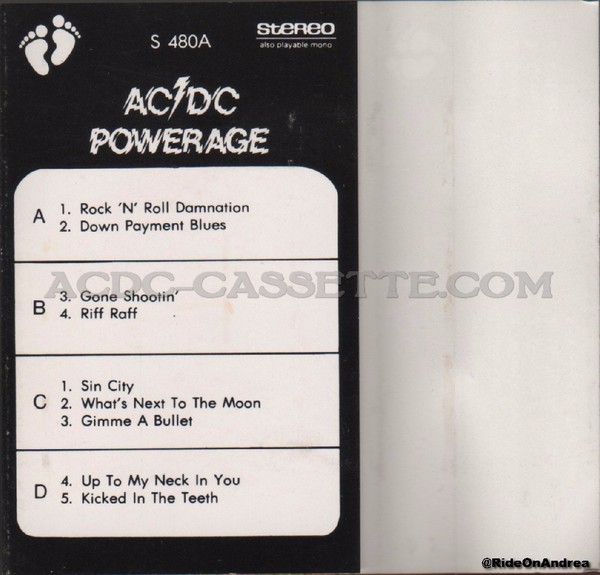 S 480A
STEREO
also playable mono
AC/DC
POWERAGE
A
1. Rock 'N' Roll Damnation
2. Down Payment Blues
B
3. Gone Shootin'
4. Riff Raff
ACDC-CASSETTE.COM
C
1. Sin City
2. What's Next To The Moon
3. Gimme A Bullet
D
4. Up To My Neck In You
5. Kicked In The Teeth
@RideOnAndrea